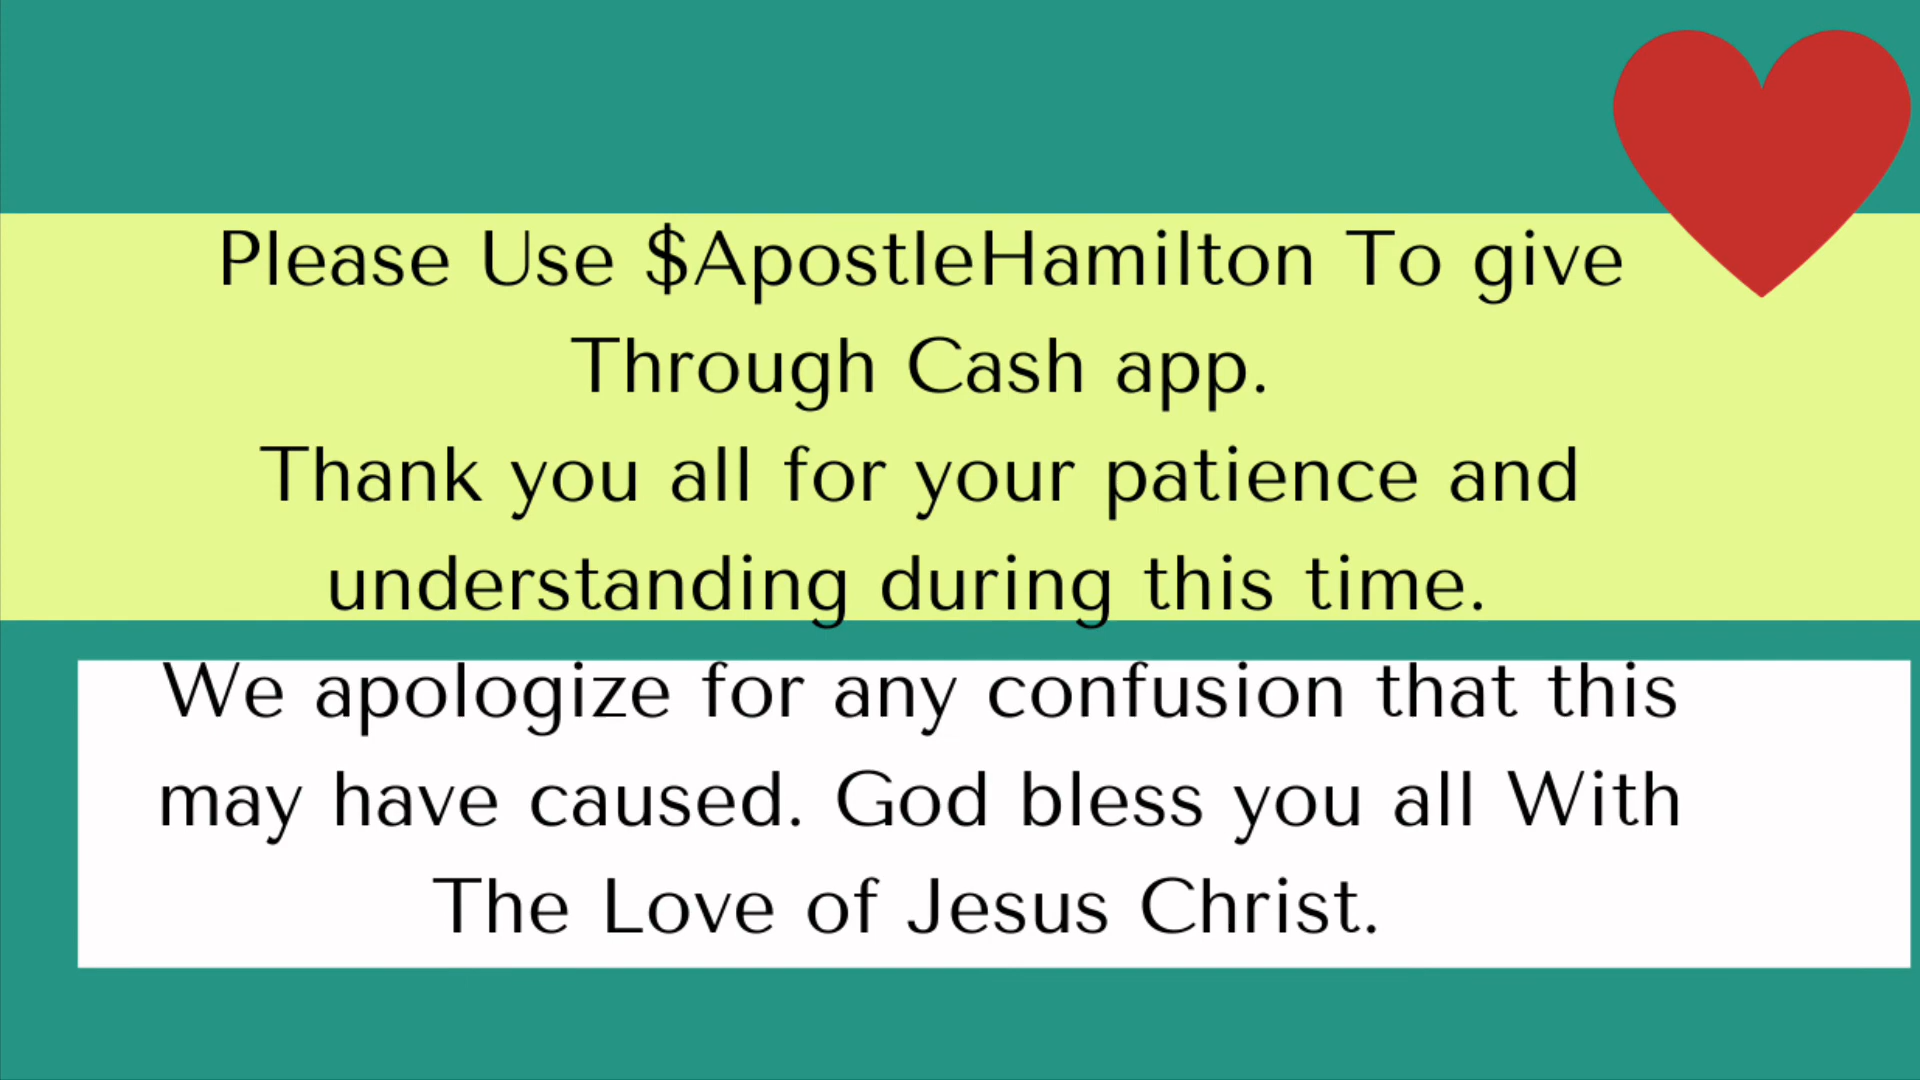 Please Use $ApostleHamilton To give
Through Cash app.
Thank you all for your patience and
understanding during this time.
We apologize for any confusion that this
may have caused. God bless you all With
The Love of Jesus Christ.